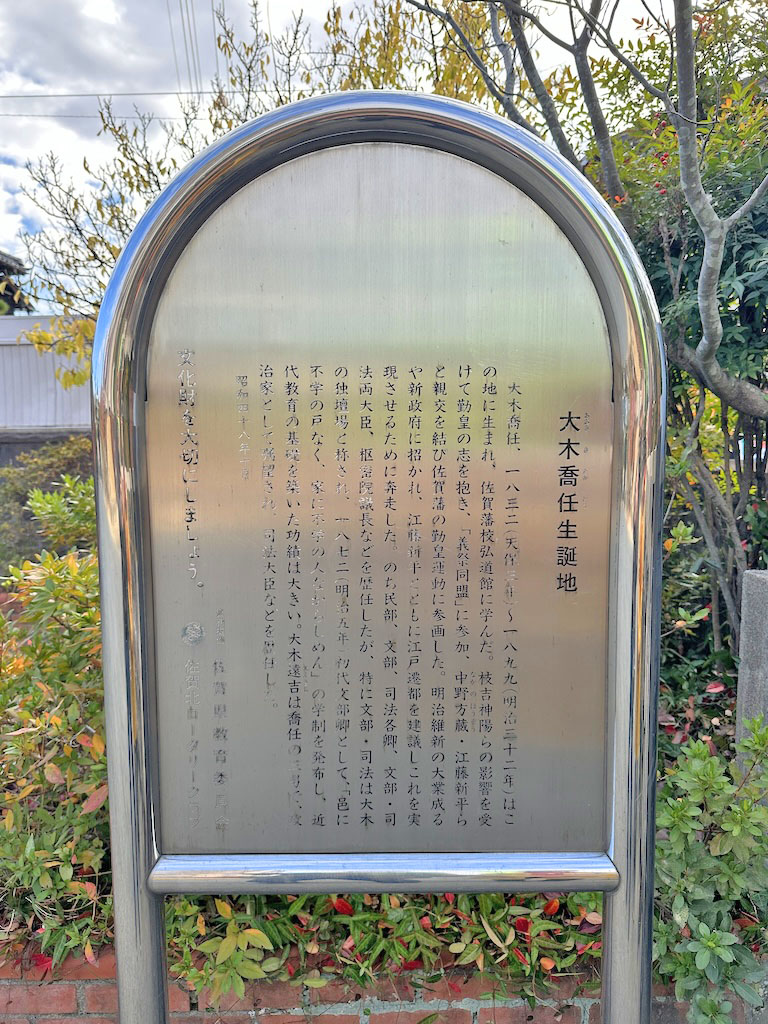 大木喬任生誕地
大木喬任、一八三二(天保三年)～一八九九(明治三十二年)はこ
の地に生まれ、佐賀藩校弘道館に学んだ。枝吉神陽らの影響を受
けて勤皇の志を抱き、「義祭同盟」に参加、中野方蔵・江藤新平ら
と親交を結び佐賀藩の勤皇運動に参画した。明治維新の大業成る
や新政府に招かれ、江藤新平とともに江戸遷都を建議しこれを実
現させるために奔走した。のち民部、文部、司法各卿、文部・司
法両大臣、枢密院議長などを歴任したが、特に文部・司法は大木
の独壇場と称され、一八七二(明治五年)初代文部卿として、「邑に
不学の戸なく、家に不学の人なからしめん」の学制を発布し、近
代教育の基礎を築いた功績は大きい。大木遠吉は喬任の
治家として嘱望され、司法大臣などを歴任した。
昭和四十八年
文化財を大切にしましょう。
佐賀県教育委員会